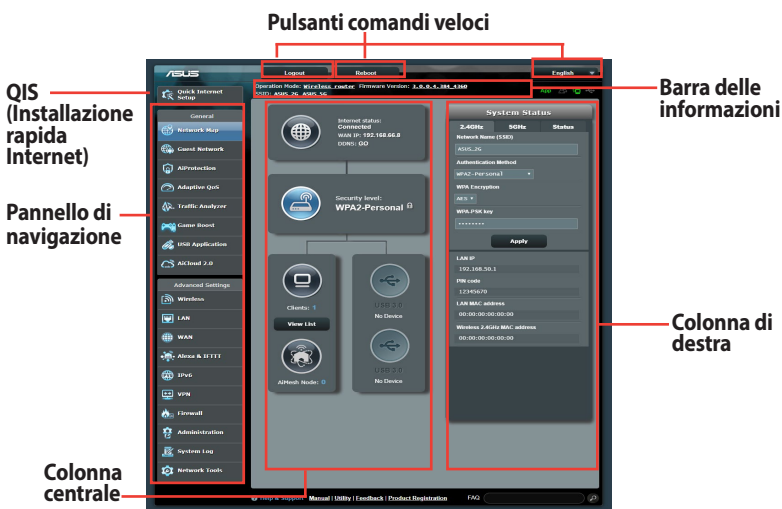 Pulsanti comandi veloci
QIS
(Installazione
rapida
Internet)
Pannello di
navigazione
Colonna
centrale
Barra delle
informazioni
Colonna di
destra
ASUS
Logout
Reboot
English
Quick Internet
Setup
Operation Mode: Wireless router Firmware Version: 3.0.0.4.384_4360
SSID: ASUS_2G ASUS_5G
App
General
Network Map
Guest Network
AiProtection
Adaptive QoS
Traffic Analyzer
Game Boost
USB Application
AiCloud 2.0
Advanced Settings
Wireless
LAN
WAN
Alexa & IFTTT
IPv6
VPN
Firewall
Administration
System Log
Network Tools
Internet status:
Connected
WAN IP: 192.168.66.8
DDNS: GO
Security level:
WPA2-Personal
Clients: 1
View List
AiMesh Node: 0
USB 2.0
No Device
USB 3.0
No Device
System Status
2.4GHz 5GHz Status
Network Name (SSID)
ASUS_2G
Authentication Method
WPA2-Personal
WPA Encryption
AES
WPA-PSK key
********
Apply
LAN IP
192.168.50.1
PIN code
12345670
LAN MAC address
00:00:00:00:00:00
Wireless 2.4GHz MAC address
00:00:00:00:00:00
Help & Support Manual | Utility | Feedback | Product Registration FAQ